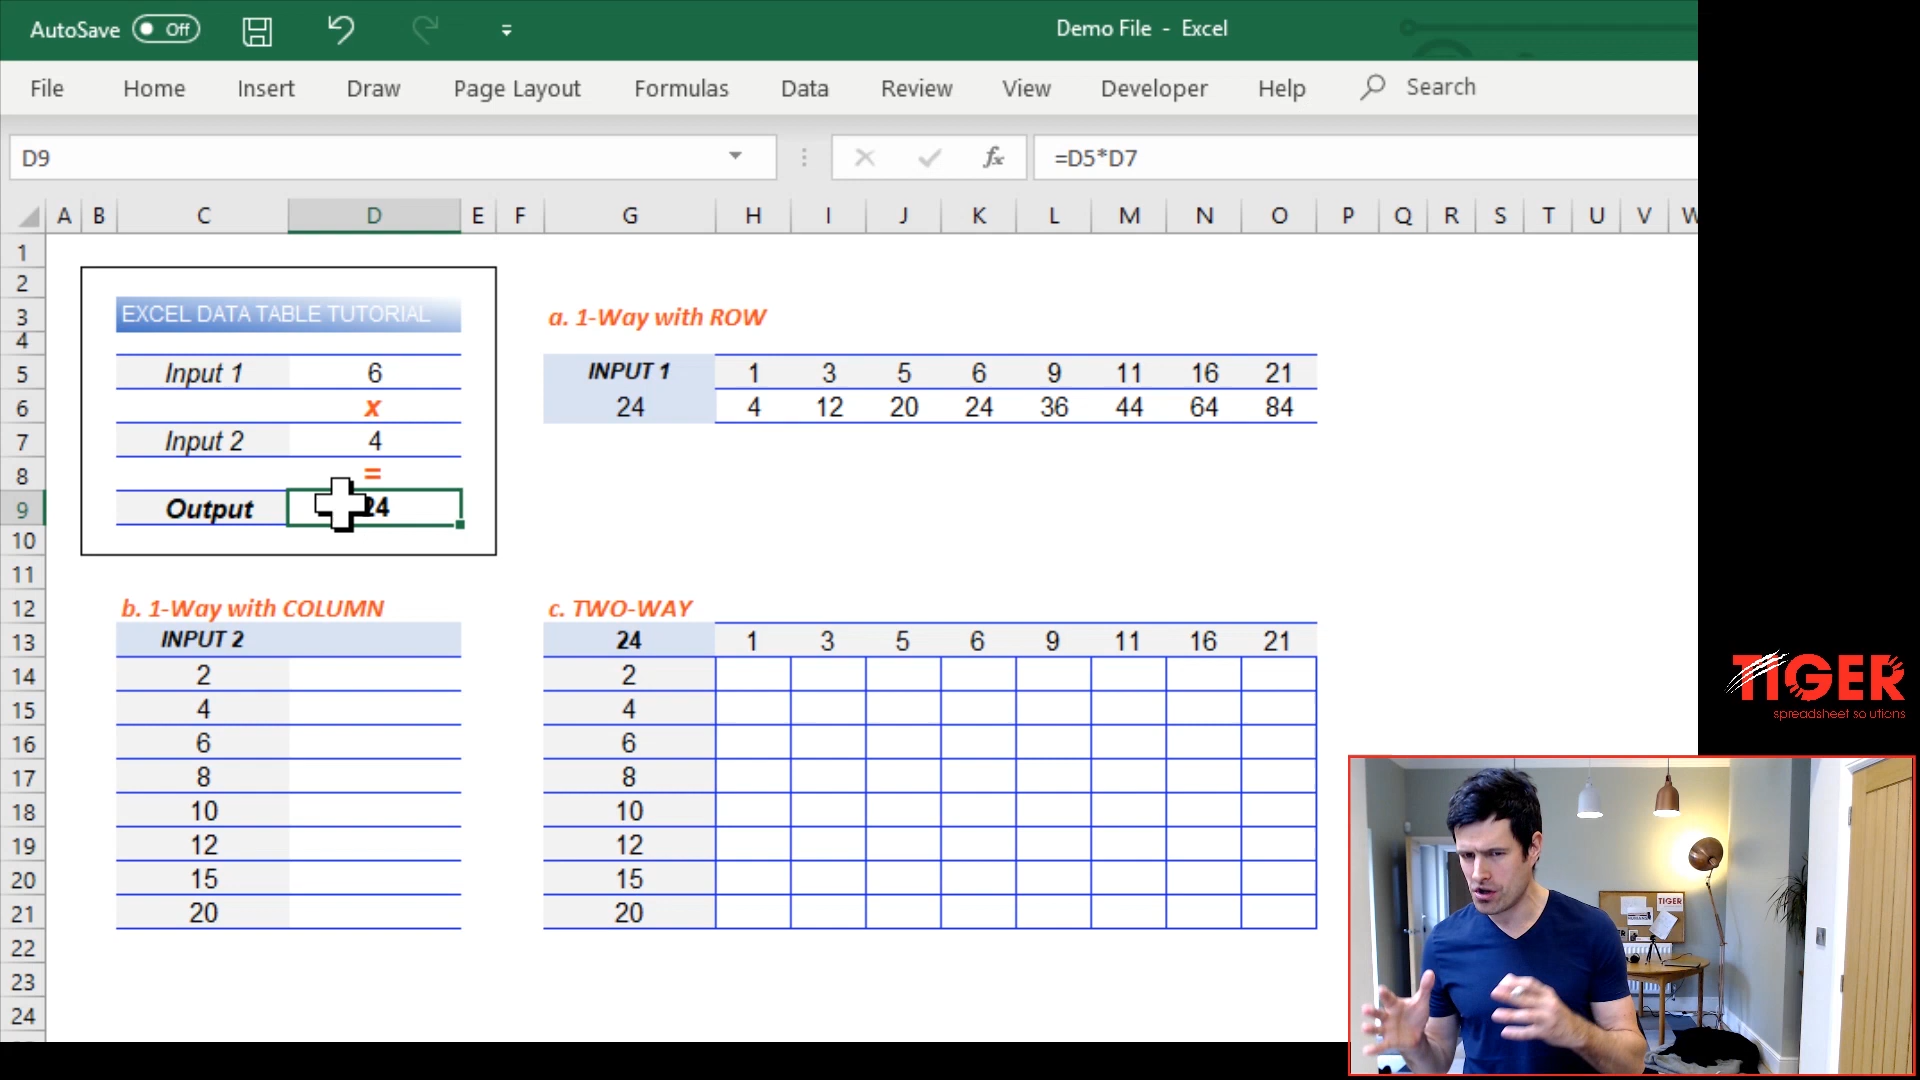 AutoSave Off
Demo File - Excel
File Home Insert Draw Page Layout Formulas Data Review View Developer Help Search
D9 fx =D5*D7
A B C D E F G H I J K L M N O P Q R S T U V W
1
2
3 EXCEL DATA TABLE TUTORIAL a. 1-Way with ROW
4
5 Input 1 6 INPUT 1 1 3 5 6 9 11 16 21
6 x 24 4 12 20 24 36 44 64 84
7 Input 2 4
8 =
9 Output 24
10
11
12 b. 1-Way with COLUMN c. TWO-WAY
13 INPUT 2 24 1 3 5 6 9 11 16 21
14 2 2
15 4 4
16 6 6
17 8 8
18 10 10
19 12 12
20 15 15
21 20 20
22
23
24
TIGER
spreadsheet solutions
TIGER